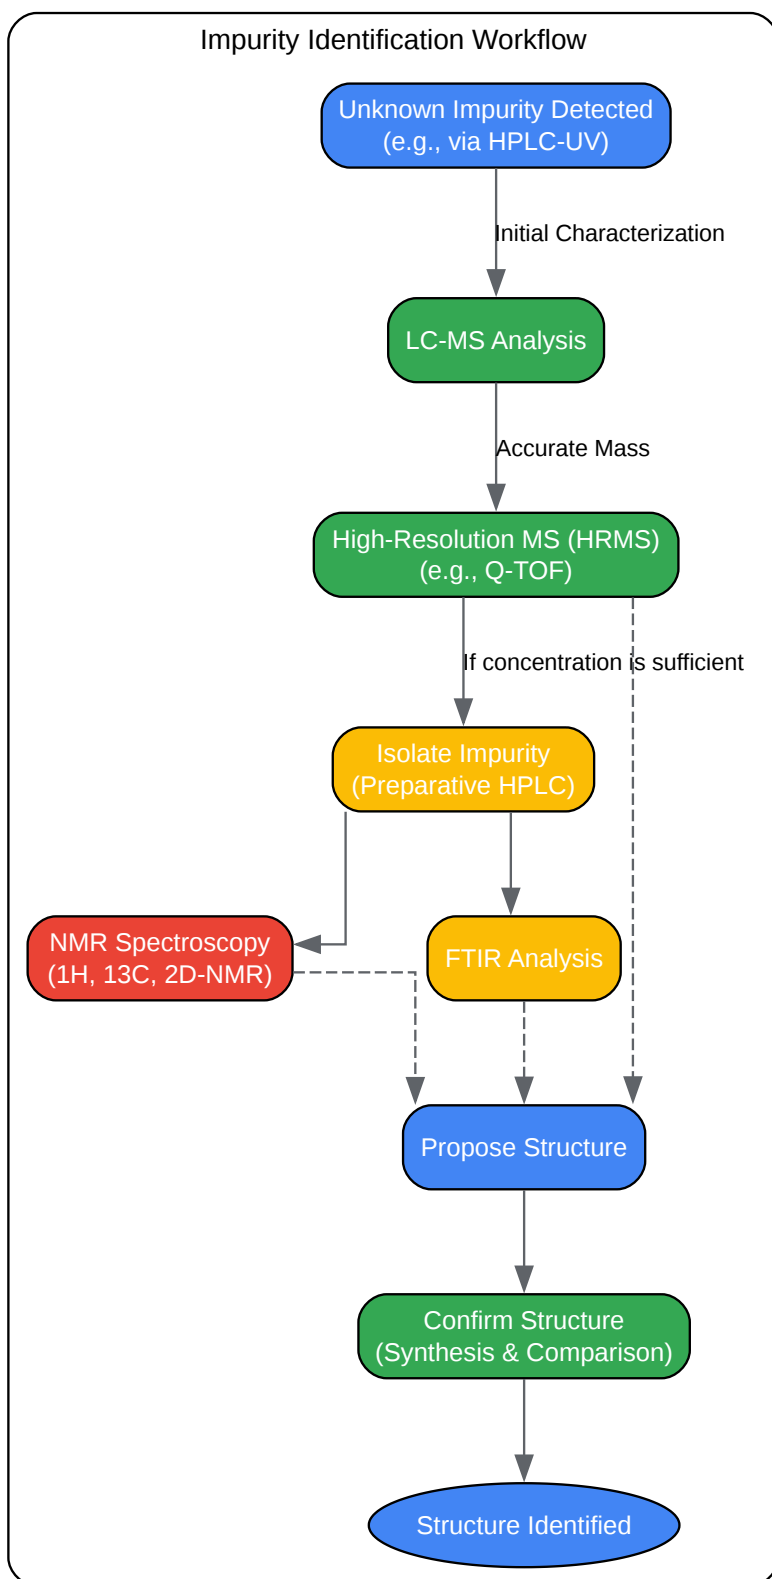 Impurity Identification Workflow
Unknown Impurity Detected
(e.g., via HPLC-UV)
Initial Characterization
LC-MS Analysis
Accurate Mass
High-Resolution MS (HRMS)
(e.g., Q-TOF)
If concentration is sufficient
Isolate Impurity
(Preparative HPLC)
NMR Spectroscopy
(1H, 13C, 2D-NMR)
FTIR Analysis
Propose Structure
Confirm Structure
(Synthesis & Comparison)
Structure Identified